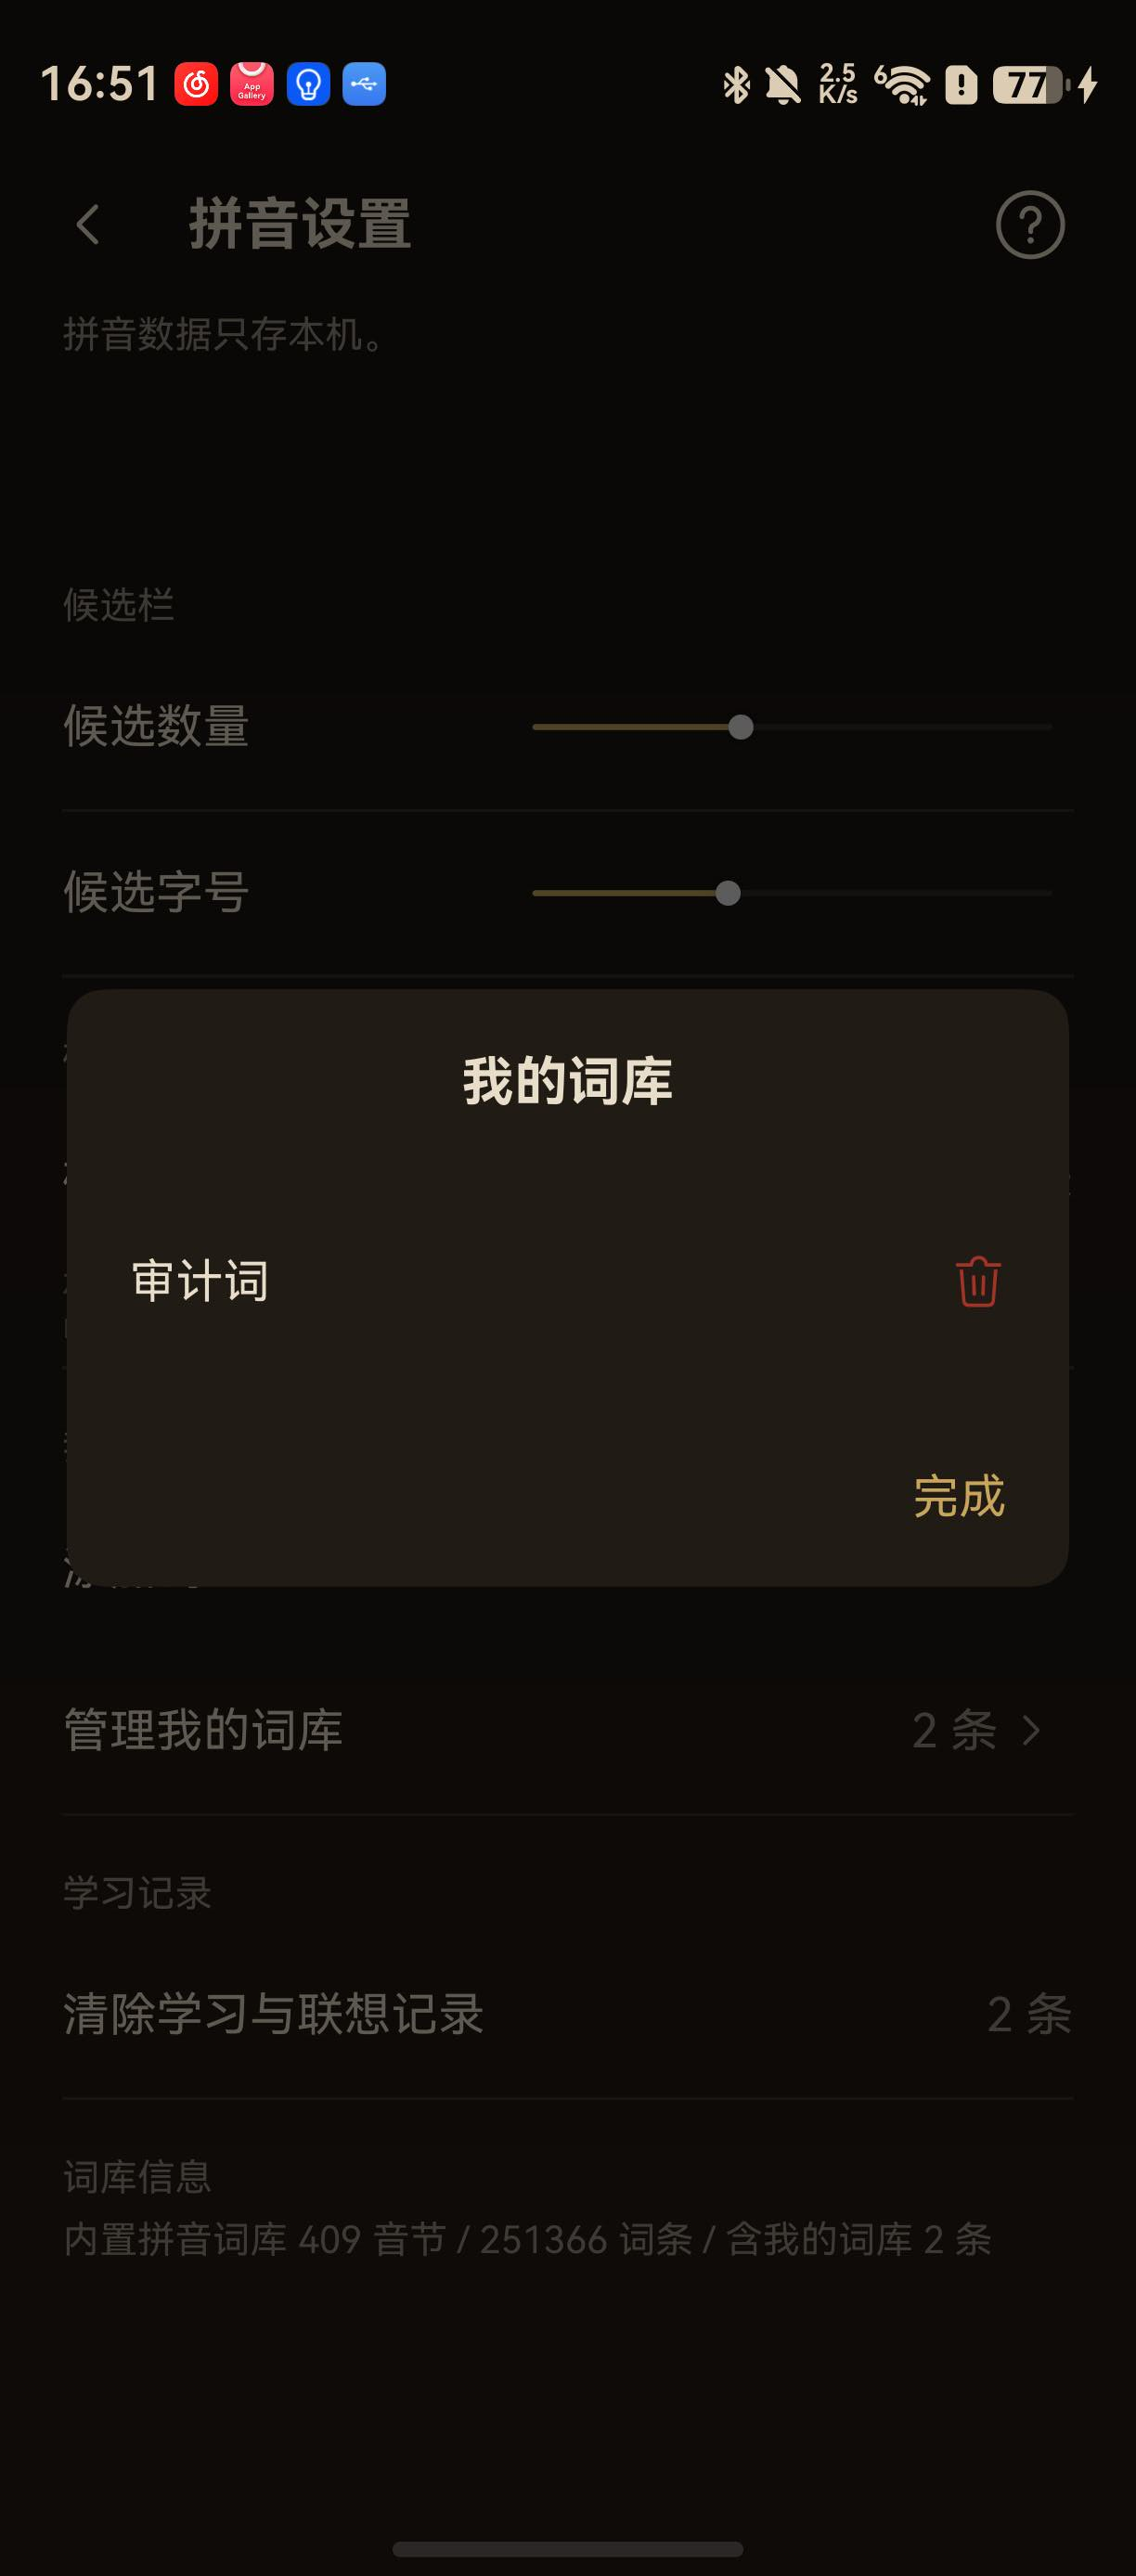 16:51
App
Gallery
2.5
K/s
6
77
拼音设置
拼音数据只存本机。
候选栏
候选数量
候选字号
我的词库
审计词
完成
管理我的词库
2 条
学习记录
清除学习与联想记录
2 条
词库信息
内置拼音词库 409 音节 / 251366 词条 / 含我的词库 2 条